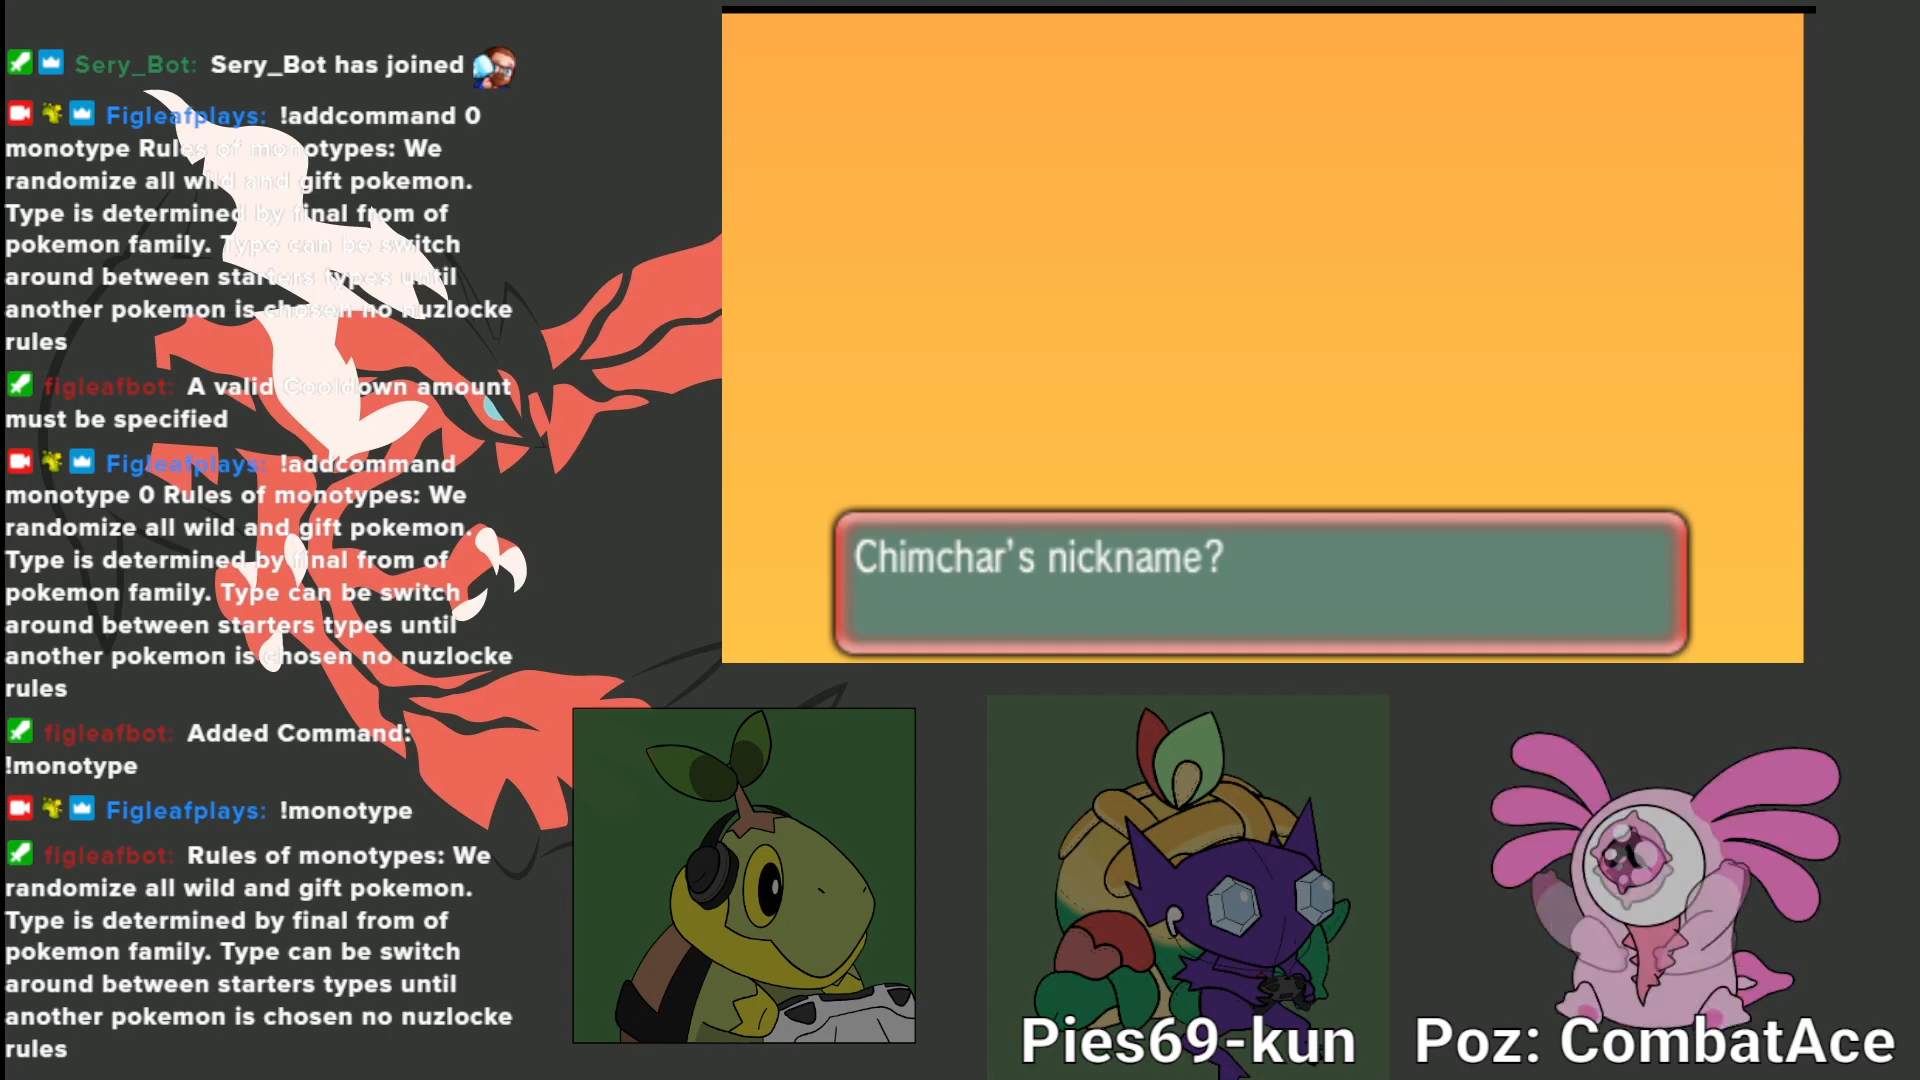 Sery_Bot: Sery_Bot has joined
Figleafplays: !addcommand 0
monotype Rules of monotypes: We
randomize all wild and gift pokemon.
Type is determined by final from of
pokemon family. Type can be switch
around between starters types until
another pokemon is chosen no nuzlocke
rules
figleafbot: A valid Cooldown amount
must be specified
Figleafplays: !addcommand
monotype 0 Rules of monotypes: We
randomize all wild and gift pokemon.
Type is determined by final from of
pokemon family. Type can be switch
around between starters types until
another pokemon is chosen no nuzlocke
rules
figleafbot: Added Command:
!monotype
Figleafplays: !monotype
figleafbot: Rules of monotypes: We
randomize all wild and gift pokemon.
Type is determined by final from of
pokemon family. Type can be switch
around between starters types until
another pokemon is chosen no nuzlocke
rules
Chimchar's nickname?
Pies69-kun
Poz: CombatAce